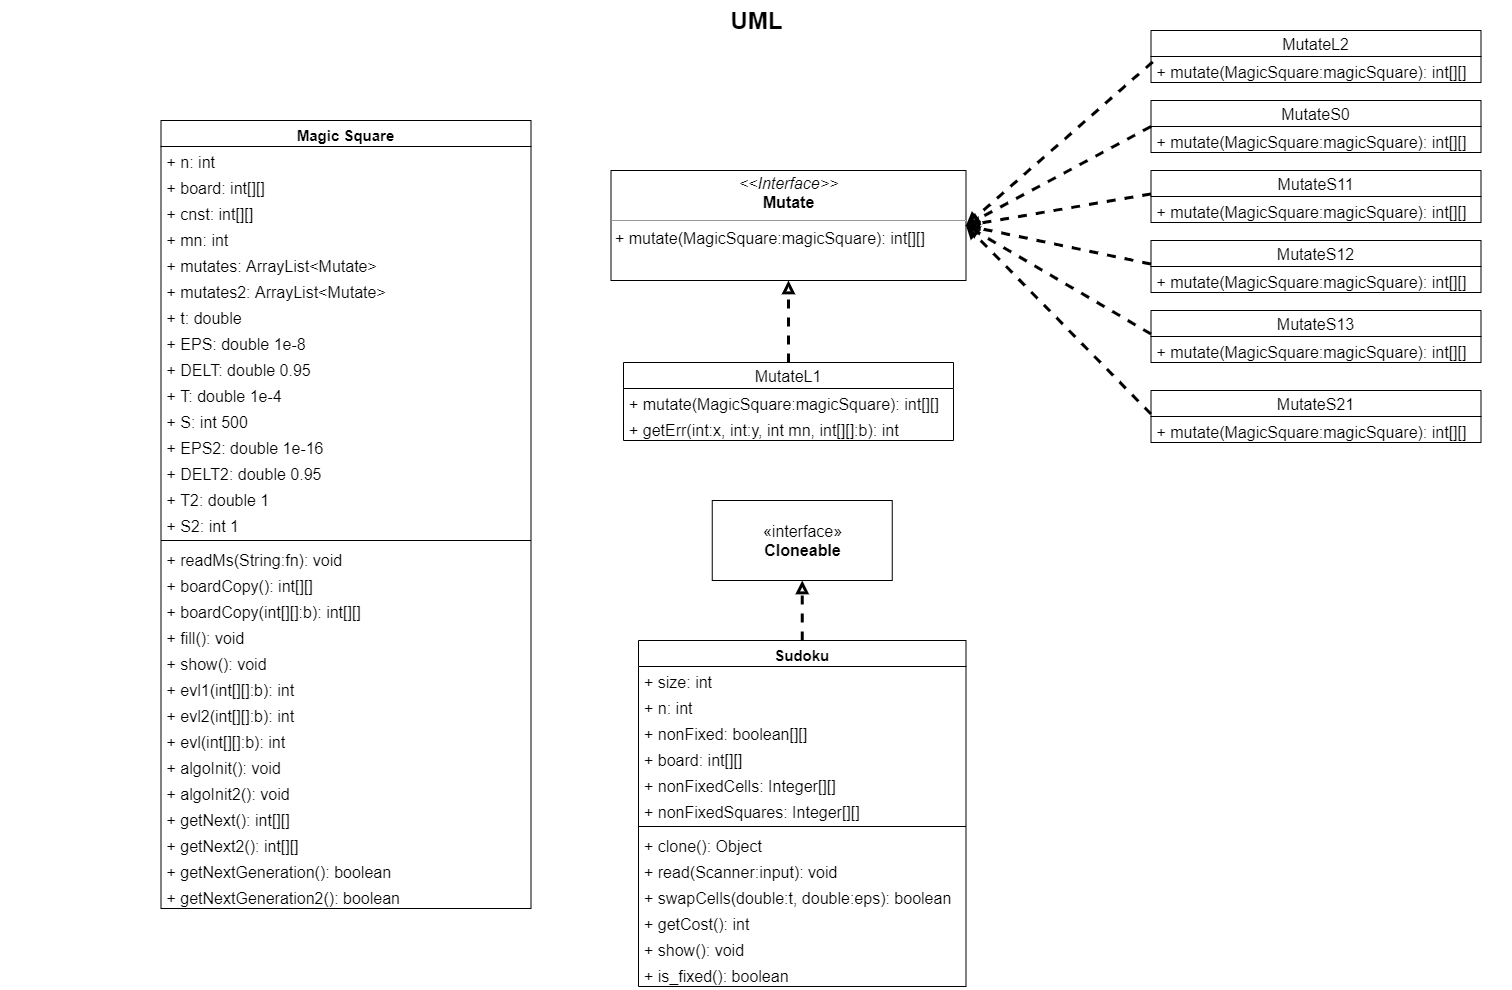 UML
Magic Square
+ n: int
+ board: int[][]
+ cnst: int[][]
+ mn: int
+ mutates: ArrayList<Mutate>
+ mutates2: ArrayList<Mutate>
+ t: double
+ EPS: double 1e-8
+ DELT: double 0.95
+ T: double 1e-4
+ S: int 500
+ EPS2: double 1e-16
+ DELT2: double 0.95
+ T2: double 1
+ S2: int 1
+ readMs(String:fn): void
+ boardCopy(): int[][]
+ boardCopy(int[][]:b): int[][]
+ fill(): void
+ show(): void
+ evl1(int[][]:b): int
+ evl2(int[][]:b): int
+ evl(int[][]:b): int
+ algoInit(): void
+ algoInit2(): void
+ getNext(): int[][]
+ getNext2(): int[][]
+ getNextGeneration(): boolean
+ getNextGeneration2(): boolean
<<Interface>>
Mutate
+ mutate(MagicSquare:magicSquare): int[][]
MutateL1
+ mutate(MagicSquare:magicSquare): int[][]
+ getErr(int:x, int:y, int mn, int[][]:b): int
«interface»
Cloneable
Sudoku
+ size: int
+ n: int
+ nonFixed: boolean[][]
+ board: int[][]
+ nonFixedCells: Integer[][]
+ nonFixedSquares: Integer[][]
+ clone(): Object
+ read(Scanner:input): void
+ swapCells(double:t, double:eps): boolean
+ getCost(): int
+ show(): void
+ is_fixed(): boolean
MutateL2
+ mutate(MagicSquare:magicSquare): int[][]
MutateS0
+ mutate(MagicSquare:magicSquare): int[][]
MutateS11
+ mutate(MagicSquare:magicSquare): int[][]
MutateS12
+ mutate(MagicSquare:magicSquare): int[][]
MutateS13
+ mutate(MagicSquare:magicSquare): int[][]
MutateS21
+ mutate(MagicSquare:magicSquare): int[][]